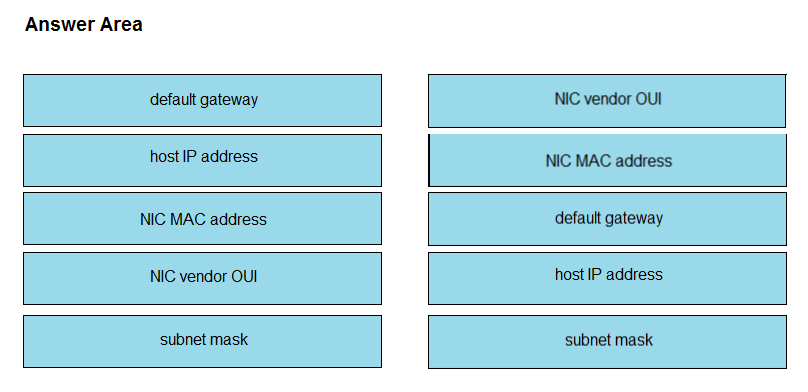 Answer Area
default gateway
host IP address
NIC MAC address
NIC vendor OUI
subnet mask
NIC vendor OUI
NIC MAC address
default gateway
host IP address
subnet mask